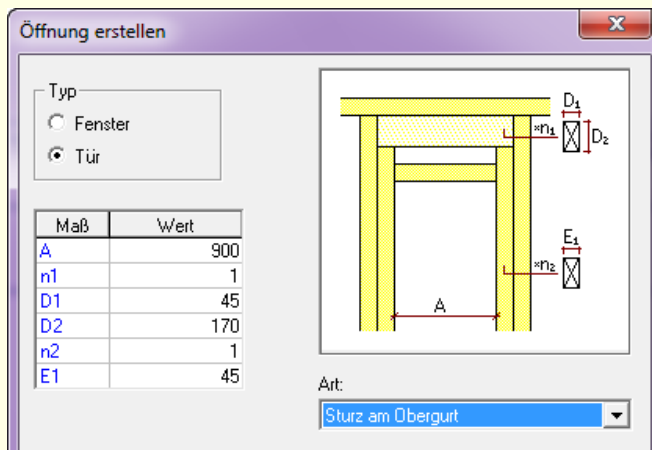 Öffnung erstellen
Typ
Fenster
Tür
Maß Wert
A 900
n1 1
D1 45
D2 170
n2 1
E1 45
D₁
*n₁
D₂
E₁
*n₂
A
Art:
Sturz am Obergurt